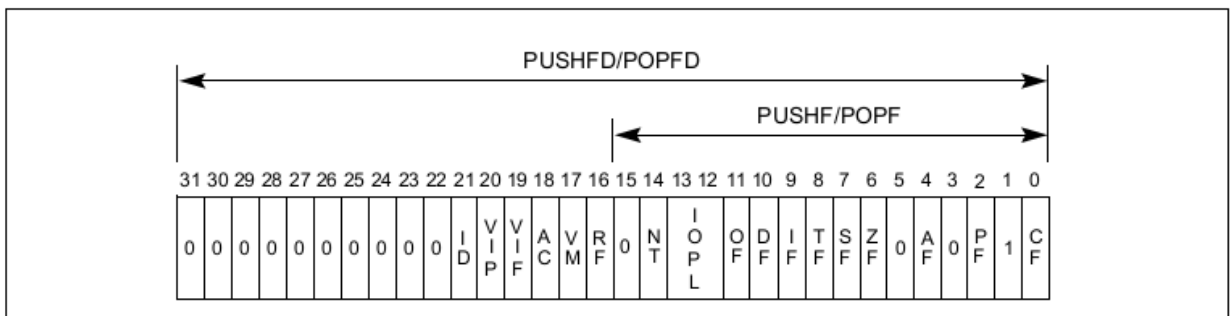 PUSHFD/POPFD
PUSHF/POPF
31 30 29 28 27 26 25 24 23 22 21 20 19 18 17 16 15 14 13 12 11 10 9 8 7 6 5 4 3 2 1 0
0 0 0 0 0 0 0 0 0 0 ID VIP VIF AC VM RF 0 NT IOPL OF DF IF TF SF ZF 0 AF 0 PF 1 CF